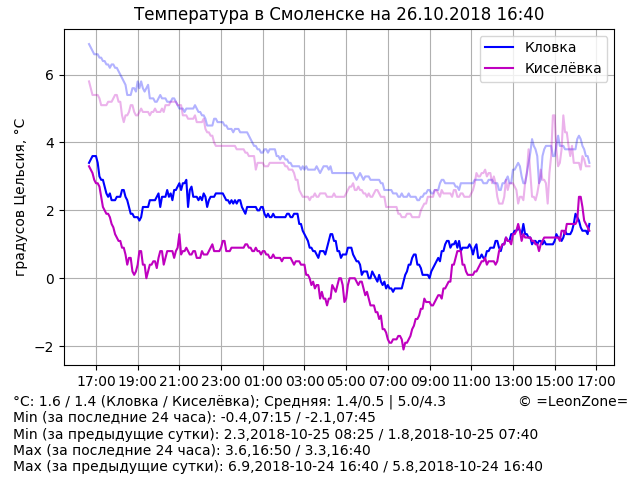 Температура в Смоленске на 26.10.2018 16:40
Кловка
Киселёвка
градусов Цельсия, °C
6
4
2
0
−2
17:00 19:00 21:00 23:00 01:00 03:00 05:00 07:00 09:00 11:00 13:00 15:00 17:00
°C: 1.6 / 1.4 (Кловка / Киселёвка); Средняя: 1.4/0.5 | 5.0/4.3 © =LeonZone=
Min (за последние 24 часа): -0.4,07:15 / -2.1,07:45
Min (за предыдущие сутки): 2.3,2018-10-25 08:25 / 1.8,2018-10-25 07:40
Max (за последние 24 часа): 3.6,16:50 / 3.3,16:40
Max (за предыдущие сутки): 6.9,2018-10-24 16:40 / 5.8,2018-10-24 16:40